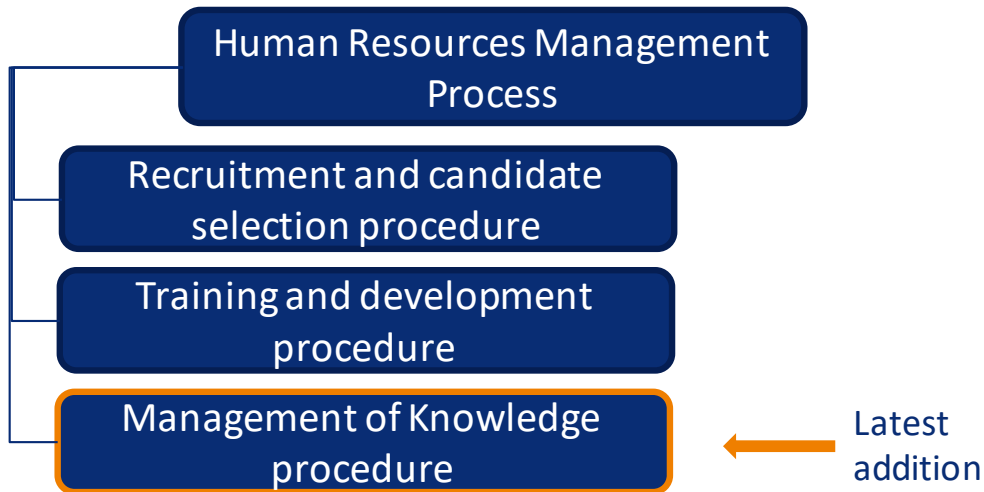 Human Resources Management
Process
Recruitment and candidate
selection procedure
Training and development
procedure
Management of Knowledge
procedure
Latest
addition